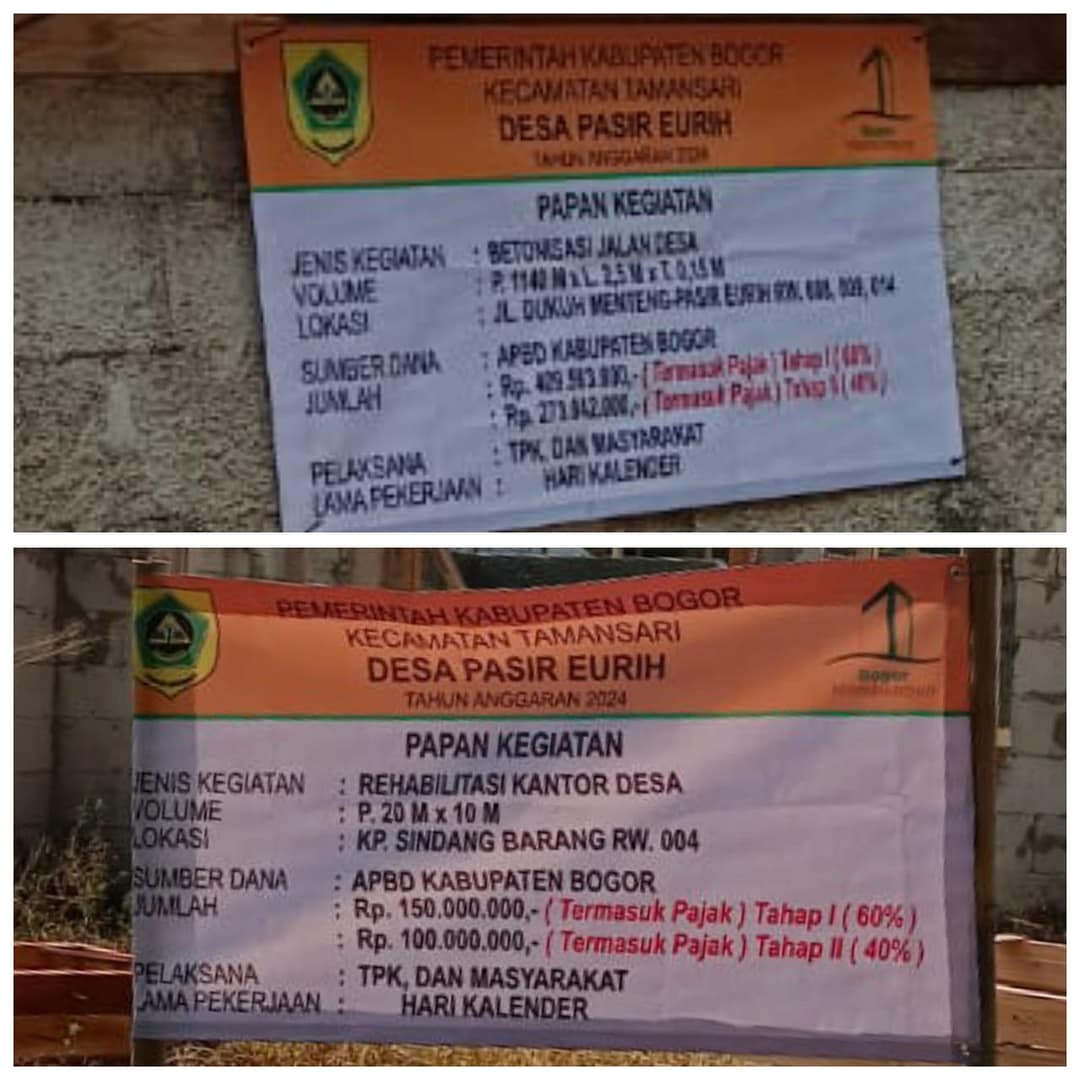 PEMERINTAH KABUPATEN BOGOR
KECAMATAN TAMANSARI
DESA PASIR EURIH
TAHUN ANGGARAN 2024
PAPAN KEGIATAN
JENIS KEGIATAN : BETONISASI JALAN DESA
VOLUME : P. 1140 M x L. 2,5 M x T. 0,15 M
LOKASI : JL. DUKUH MENTENG-PASIR EURIH RW. 014
SUMBER DANA : APBD KABUPATEN BOGOR
JUMLAH : Rp. ( Termasuk Pajak ) Tahap I ( 60% )
: Rp. ( Termasuk Pajak ) Tahap II ( 40% )
PELAKSANA : TPK, DAN MASYARAKAT
LAMA PEKERJAAN : HARI KALENDER
PEMERINTAH KABUPATEN BOGOR
KECAMATAN TAMANSARI
DESA PASIR EURIH
TAHUN ANGGARAN 2024
Bogor
PAPAN KEGIATAN
JENIS KEGIATAN : REHABILITASI KANTOR DESA
VOLUME : P. 20 M x 10 M
LOKASI : KP. SINDANG BARANG RW. 004
SUMBER DANA : APBD KABUPATEN BOGOR
JUMLAH : Rp. 150.000.000,- ( Termasuk Pajak ) Tahap I ( 60% )
: Rp. 100.000.000,- ( Termasuk Pajak ) Tahap II ( 40% )
PELAKSANA : TPK, DAN MASYARAKAT
LAMA PEKERJAAN : HARI KALENDER